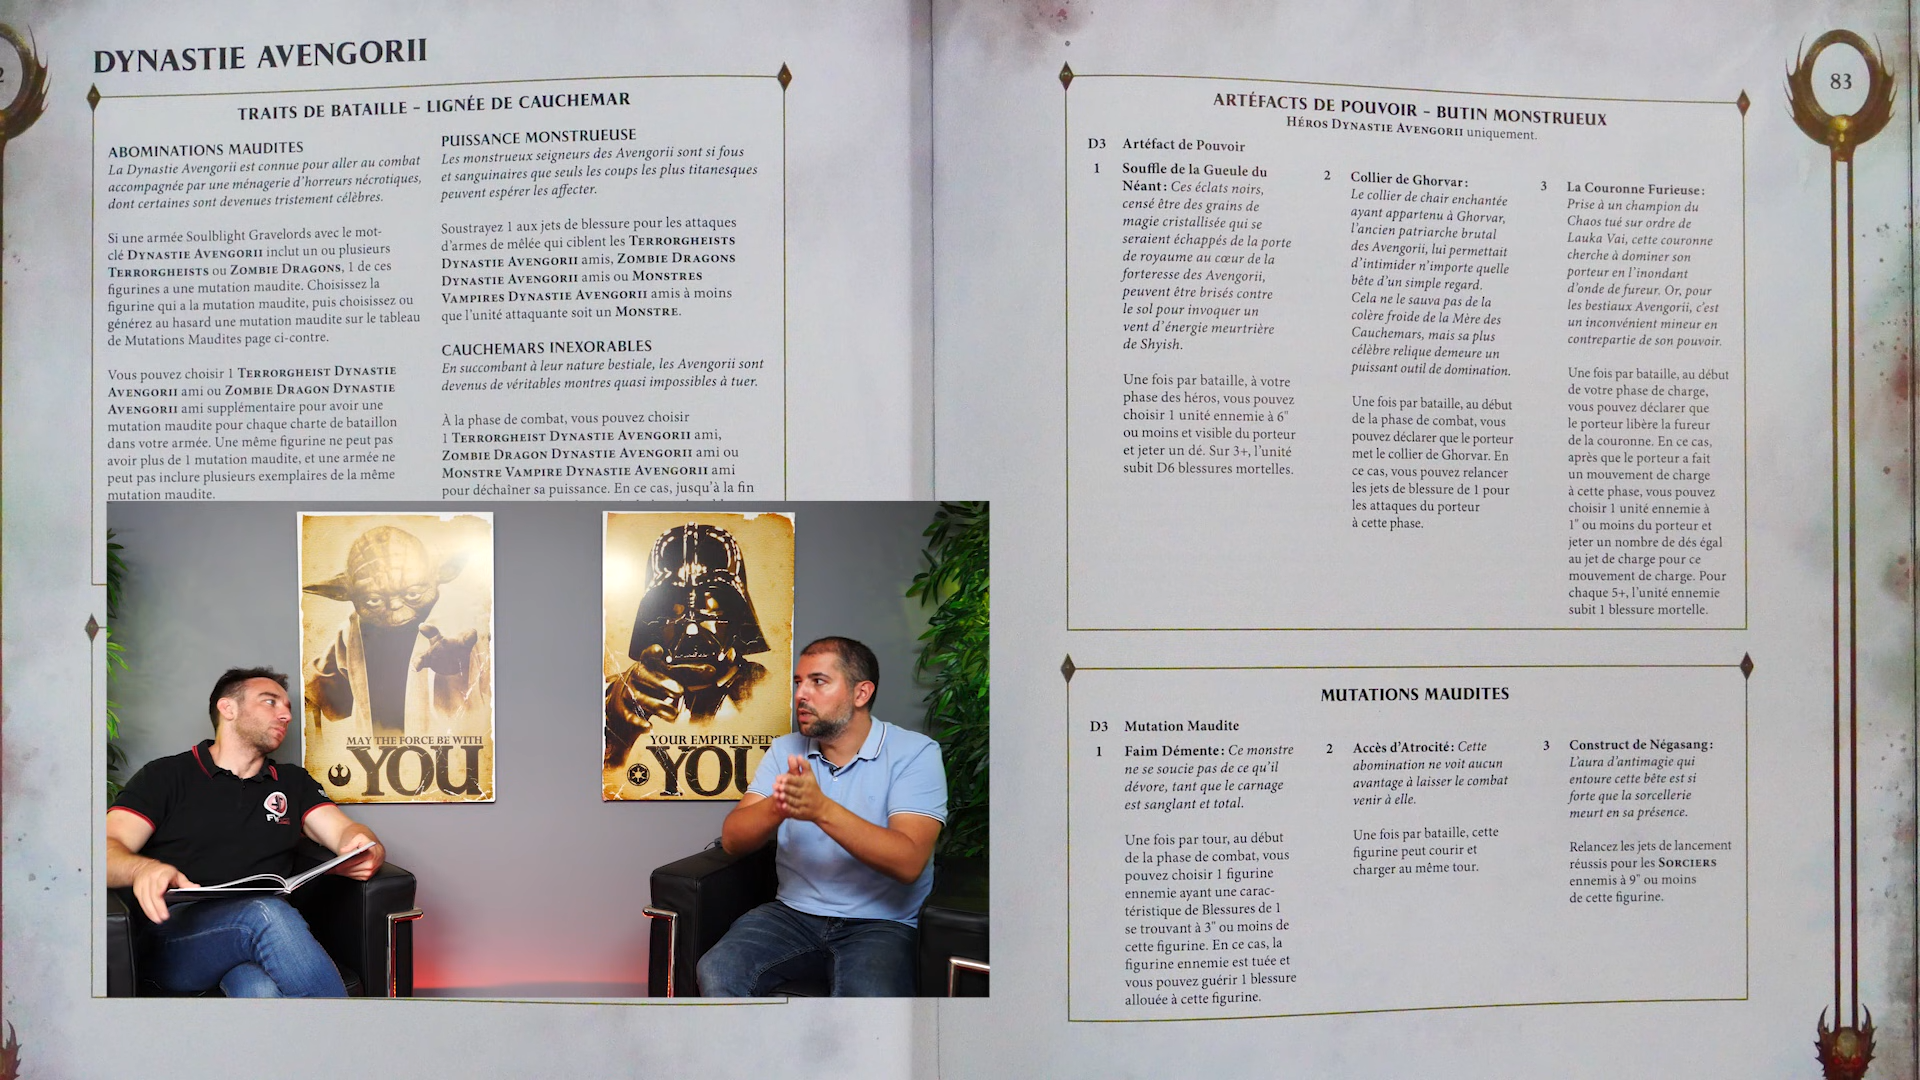 DYNASTIE AVENGORII
TRAITS DE BATAILLE – LIGNÉE DE CAUCHEMAR
ABOMINATIONS MAUDITES
La Dynastie Avengorii est connue pour aller au combat
accompagnée par une ménagerie d'horreurs nécrotiques,
dont certaines sont devenues tristement célèbres.
Si une armée Soulblight Gravelords avec le mot-
clé DYNASTIE AVENGORII inclut un ou plusieurs
TERRORGHEISTS ou ZOMBIE DRAGONS, 1 de ces
figurines a une mutation maudite. Choisissez la
figurine qui a la mutation maudite, puis choisissez ou
générez au hasard une mutation maudite sur le tableau
de Mutations Maudites page ci-contre.
Vous pouvez choisir 1 TERRORGHEIST DYNASTIE
AVENGORII ami ou ZOMBIE DRAGON DYNASTIE
AVENGORII ami supplémentaire pour avoir une
mutation maudite pour chaque charte de bataillon
dans votre armée. Une même figurine ne peut pas
avoir plus de 1 mutation maudite, et une armée ne
peut pas inclure plusieurs exemplaires de la même
mutation maudite.
PUISSANCE MONSTRUEUSE
Les monstrueux seigneurs des Avengorii sont si fous
et sanguinaires que seuls les coups les plus titanesques
peuvent espérer les affecter.
Soustrayez 1 aux jets de blessure pour les attaques
d'armes de mêlée qui ciblent les TERRORGHEISTS
DYNASTIE AVENGORII amis, ZOMBIE DRAGONS
DYNASTIE AVENGORII amis ou MONSTRES
VAMPIRES DYNASTIE AVENGORII amis à moins
que l'unité attaquante soit un MONSTRE.
CAUCHEMARS INEXORABLES
En succombant à leur nature bestiale, les Avengorii sont
devenus de véritables montres quasi impossibles à tuer.
À la phase de combat, vous pouvez choisir
1 TERRORGHEIST DYNASTIE AVENGORII ami,
ZOMBIE DRAGON DYNASTIE AVENGORII ami ou
MONSTRE VAMPIRE DYNASTIE AVENGORII ami
pour déchaîner sa puissance. En ce cas, jusqu'à la fin
MAY THE FORCE BE WITH
YOU
YOUR EMPIRE NEEDS
YOU
83
ARTÉFACTS DE POUVOIR – BUTIN MONSTRUEUX
HÉROS DYNASTIE AVENGORII uniquement.
D3 Artéfact de Pouvoir
1 Souffle de la Gueule du
Néant : Ces éclats noirs,
censé être des grains de
magie cristallisée qui se
seraient échappés de la porte
de royaume au cœur de la
forteresse des Avengorii,
peuvent être brisés contre
le sol pour invoquer un
vent d'énergie meurtrière
de Shyish.
Une fois par bataille, à votre
phase des héros, vous pouvez
choisir 1 unité ennemie à 6"
ou moins et visible du porteur
et jeter un dé. Sur 3+, l'unité
subit D6 blessures mortelles.
2 Collier de Ghorvar :
Le collier de chair enchantée
ayant appartenu à Ghorvar,
l'ancien patriarche brutal
des Avengorii, lui permettait
d'intimider n'importe quelle
bête d'un simple regard.
Cela ne le sauva pas de la
colère froide de la Mère des
Cauchemars, mais sa plus
célèbre relique demeure un
puissant outil de domination.
Une fois par bataille, au début
de la phase de combat, vous
pouvez déclarer que le porteur
met le collier de Ghorvar. En
ce cas, vous pouvez relancer
les jets de blessure de 1 pour
les attaques du porteur
à cette phase.
3 La Couronne Furieuse :
Prise à un champion du
Chaos tué sur ordre de
Lauka Vai, cette couronne
cherche à dominer son
porteur en l'inondant
d'onde de fureur. Or, pour
les bestiaux Avengorii, c'est
un inconvénient mineur en
contrepartie de son pouvoir.
Une fois par bataille, au début
de votre phase de charge,
vous pouvez déclarer que
le porteur libère la fureur
de la couronne. En ce cas,
après que le porteur a fait
un mouvement de charge
à cette phase, vous pouvez
choisir 1 unité ennemie à
1" ou moins du porteur et
jeter un nombre de dés égal
au jet de charge pour ce
mouvement de charge. Pour
chaque 5+, l'unité ennemie
subit 1 blessure mortelle.
MUTATIONS MAUDITES
D3 Mutation Maudite
1 Faim Démente : Ce monstre
ne se soucie pas de ce qu'il
dévore, tant que le carnage
est sanglant et total.
Une fois par tour, au début
de la phase de combat, vous
pouvez choisir 1 figurine
ennemie ayant une carac-
téristique de Blessures de 1
se trouvant à 3" ou moins de
cette figurine. En ce cas, la
figurine ennemie est tuée et
vous pouvez guérir 1 blessure
allouée à cette figurine.
2 Accès d'Atrocité : Cette
abomination ne voit aucun
avantage à laisser le combat
venir à elle.
Une fois par bataille, cette
figurine peut courir et
charger au même tour.
3 Construct de Négasang :
L'aura d'antimagie qui
entoure cette bête est si
forte que la sorcellerie
meurt en sa présence.
Relancez les jets de lancement
réussis pour les SORCIERS
ennemis à 9" ou moins
de cette figurine.